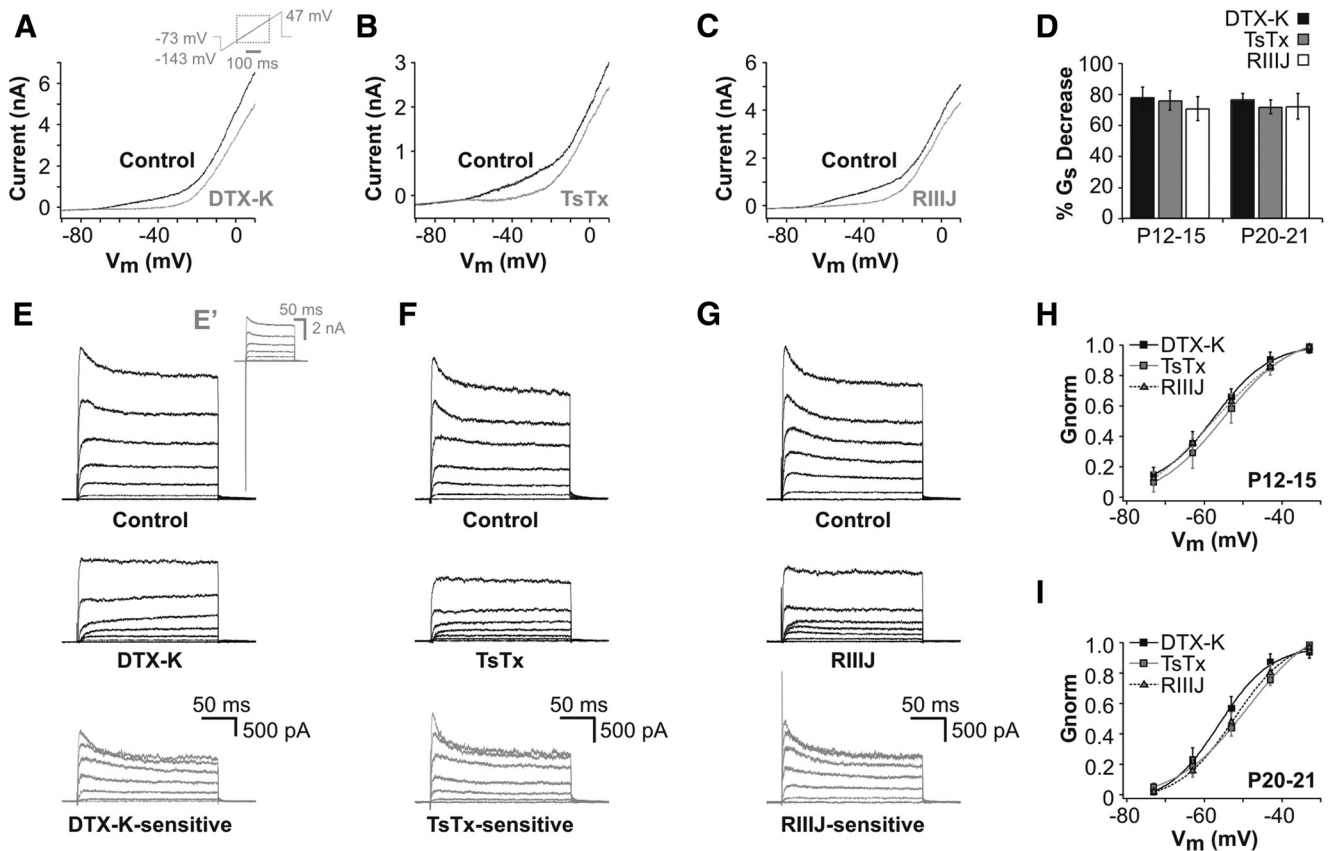 A
47 mV
-73 mV
-143 mV
100 ms
Current (nA)
6
4
2
0
Control
DTX-K
-80
-40
0
Vm (mV)
B
Current (nA)
3
2
1
0
Control
TsTx
-80
-40
0
Vm (mV)
C
Current (nA)
6
4
2
0
Control
RIIIJ
-80
-40
0
Vm (mV)
D
DTX-K
TsTx
RIIIJ
% Gs Decrease
100
80
60
40
20
0
P12-15
P20-21
E
E’
50 ms
2 nA
Control
DTX-K
50 ms
500 pA
DTX-K-sensitive
F
Control
TsTx
50 ms
500 pA
TsTx-sensitive
G
Control
RIIIJ
50 ms
500 pA
RIIIJ-sensitive
H
Gnorm
1.0
0.8
0.6
0.4
0.2
0
DTX-K
TsTx
RIIIJ
P12-15
-80
-60
-40
Vm (mV)
I
Gnorm
1.0
0.8
0.6
0.4
0.2
0
DTX-K
TsTx
RIIIJ
P20-21
-80
-60
-40
Vm (mV)